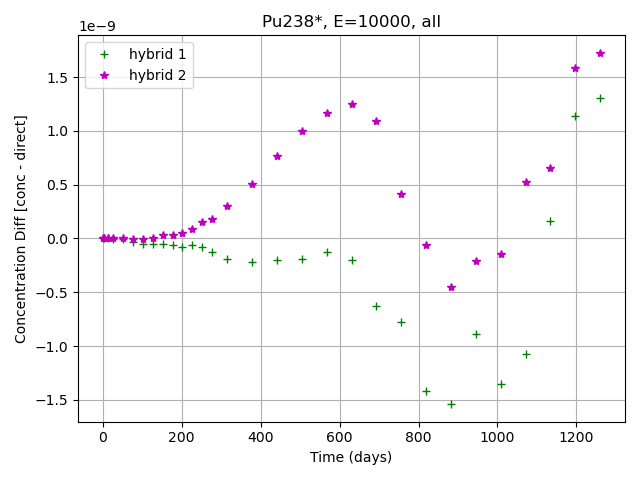 Pu238*, E=10000, all
1e−9
hybrid 1
hybrid 2
1.5
1.0
0.5
0.0
−0.5
−1.0
−1.5
Concentration Diff [conc - direct]
0 200 400 600 800 1000 1200
Time (days)